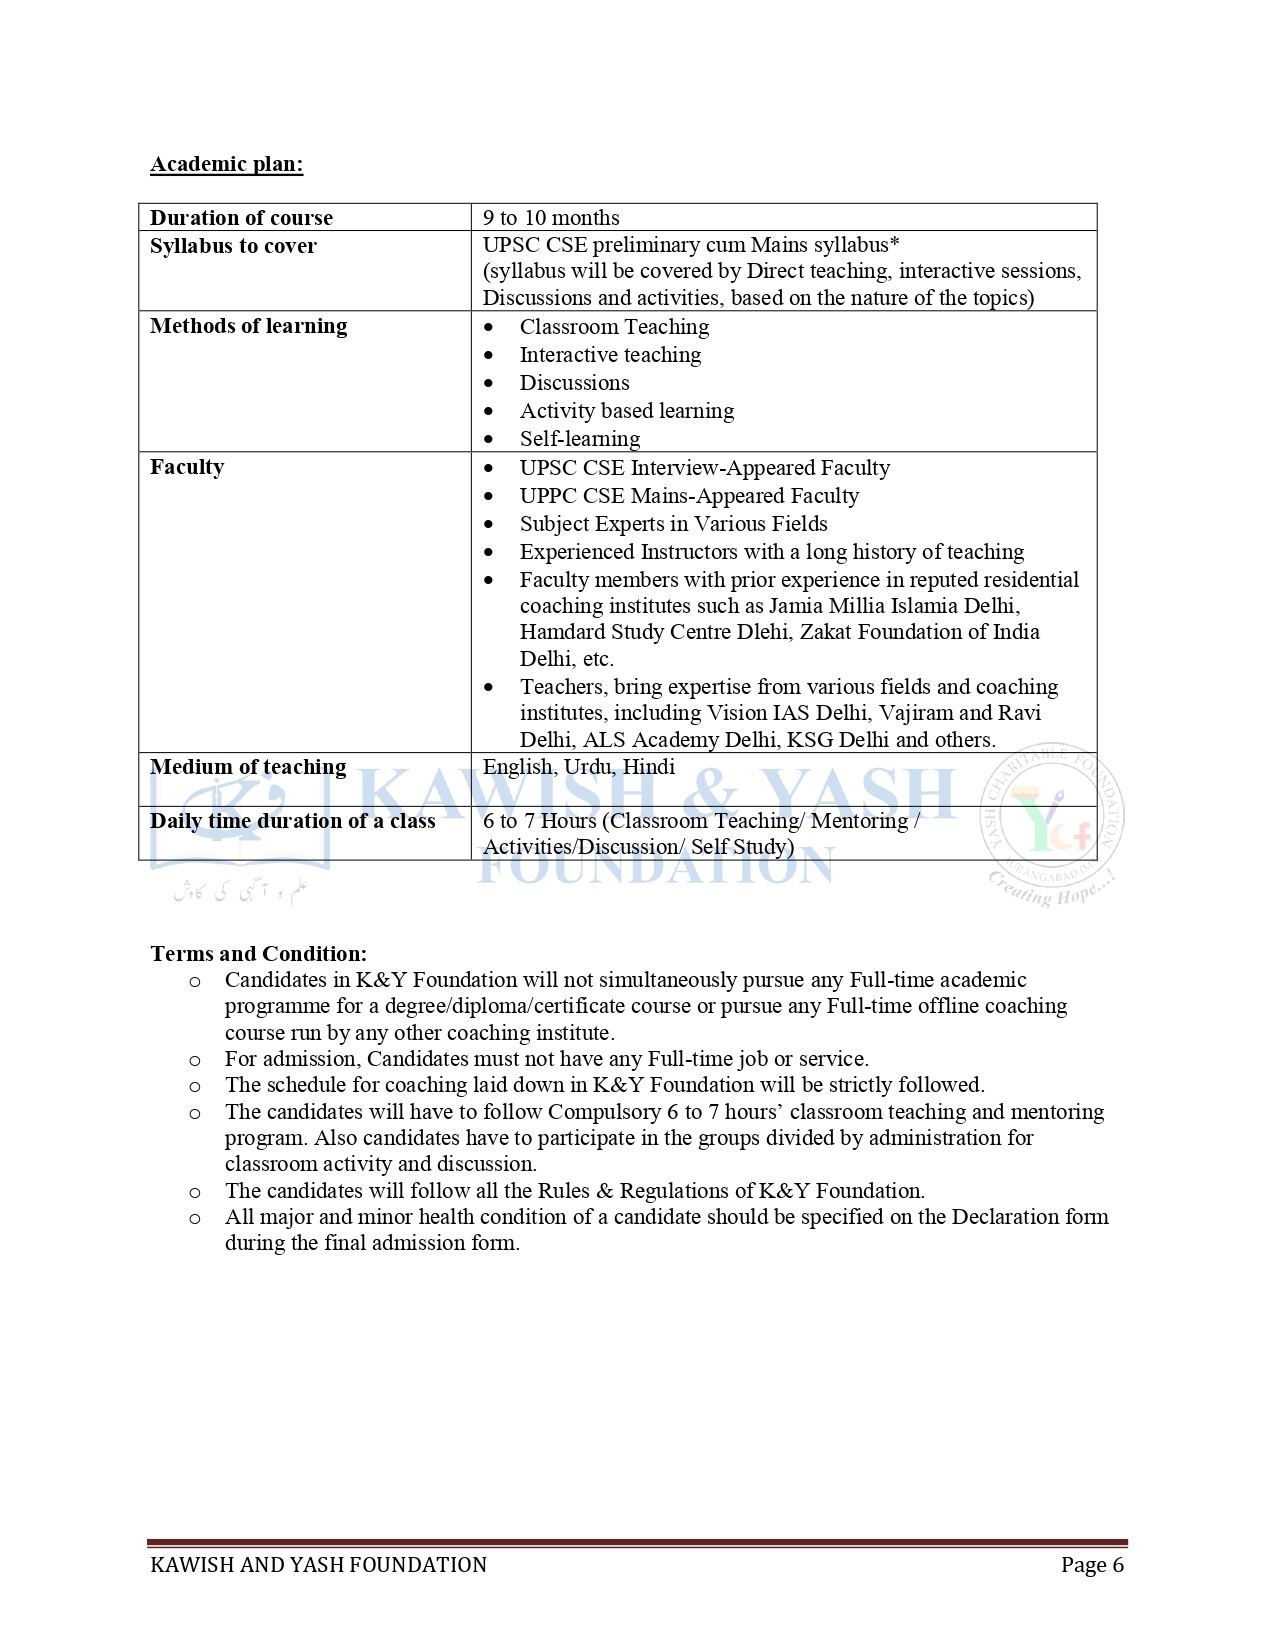 Academic plan:
Duration of course
9 to 10 months
Syllabus to cover
UPSC CSE preliminary cum Mains syllabus*
(syllabus will be covered by Direct teaching, interactive sessions,
Discussions and activities, based on the nature of the topics)
Methods of learning
• Classroom Teaching
• Interactive teaching
• Discussions
• Activity based learning
• Self-learning
Faculty
• UPSC CSE Interview-Appeared Faculty
• UPPC CSE Mains-Appeared Faculty
• Subject Experts in Various Fields
• Experienced Instructors with a long history of teaching
• Faculty members with prior experience in reputed residential
coaching institutes such as Jamia Millia Islamia Delhi,
Hamdard Study Centre Dlehi, Zakat Foundation of India
Delhi, etc.
• Teachers, bring expertise from various fields and coaching
institutes, including Vision IAS Delhi, Vajiram and Ravi
Delhi, ALS Academy Delhi, KSG Delhi and others.
Medium of teaching
English, Urdu, Hindi
Daily time duration of a class
6 to 7 Hours (Classroom Teaching/ Mentoring /
Activities/Discussion/ Self Study)
KAWISH & YASH
FOUNDATION
علم و آگہی کی کاوش
YASH CHARITABLE FOUNDATION
Creating Hope...!
Terms and Condition:
o Candidates in K&Y Foundation will not simultaneously pursue any Full-time academic
programme for a degree/diploma/certificate course or pursue any Full-time offline coaching
course run by any other coaching institute.
o For admission, Candidates must not have any Full-time job or service.
o The schedule for coaching laid down in K&Y Foundation will be strictly followed.
o The candidates will have to follow Compulsory 6 to 7 hours’ classroom teaching and mentoring
program. Also candidates have to participate in the groups divided by administration for
classroom activity and discussion.
o The candidates will follow all the Rules & Regulations of K&Y Foundation.
o All major and minor health condition of a candidate should be specified on the Declaration form
during the final admission form.
KAWISH AND YASH FOUNDATION
Page 6